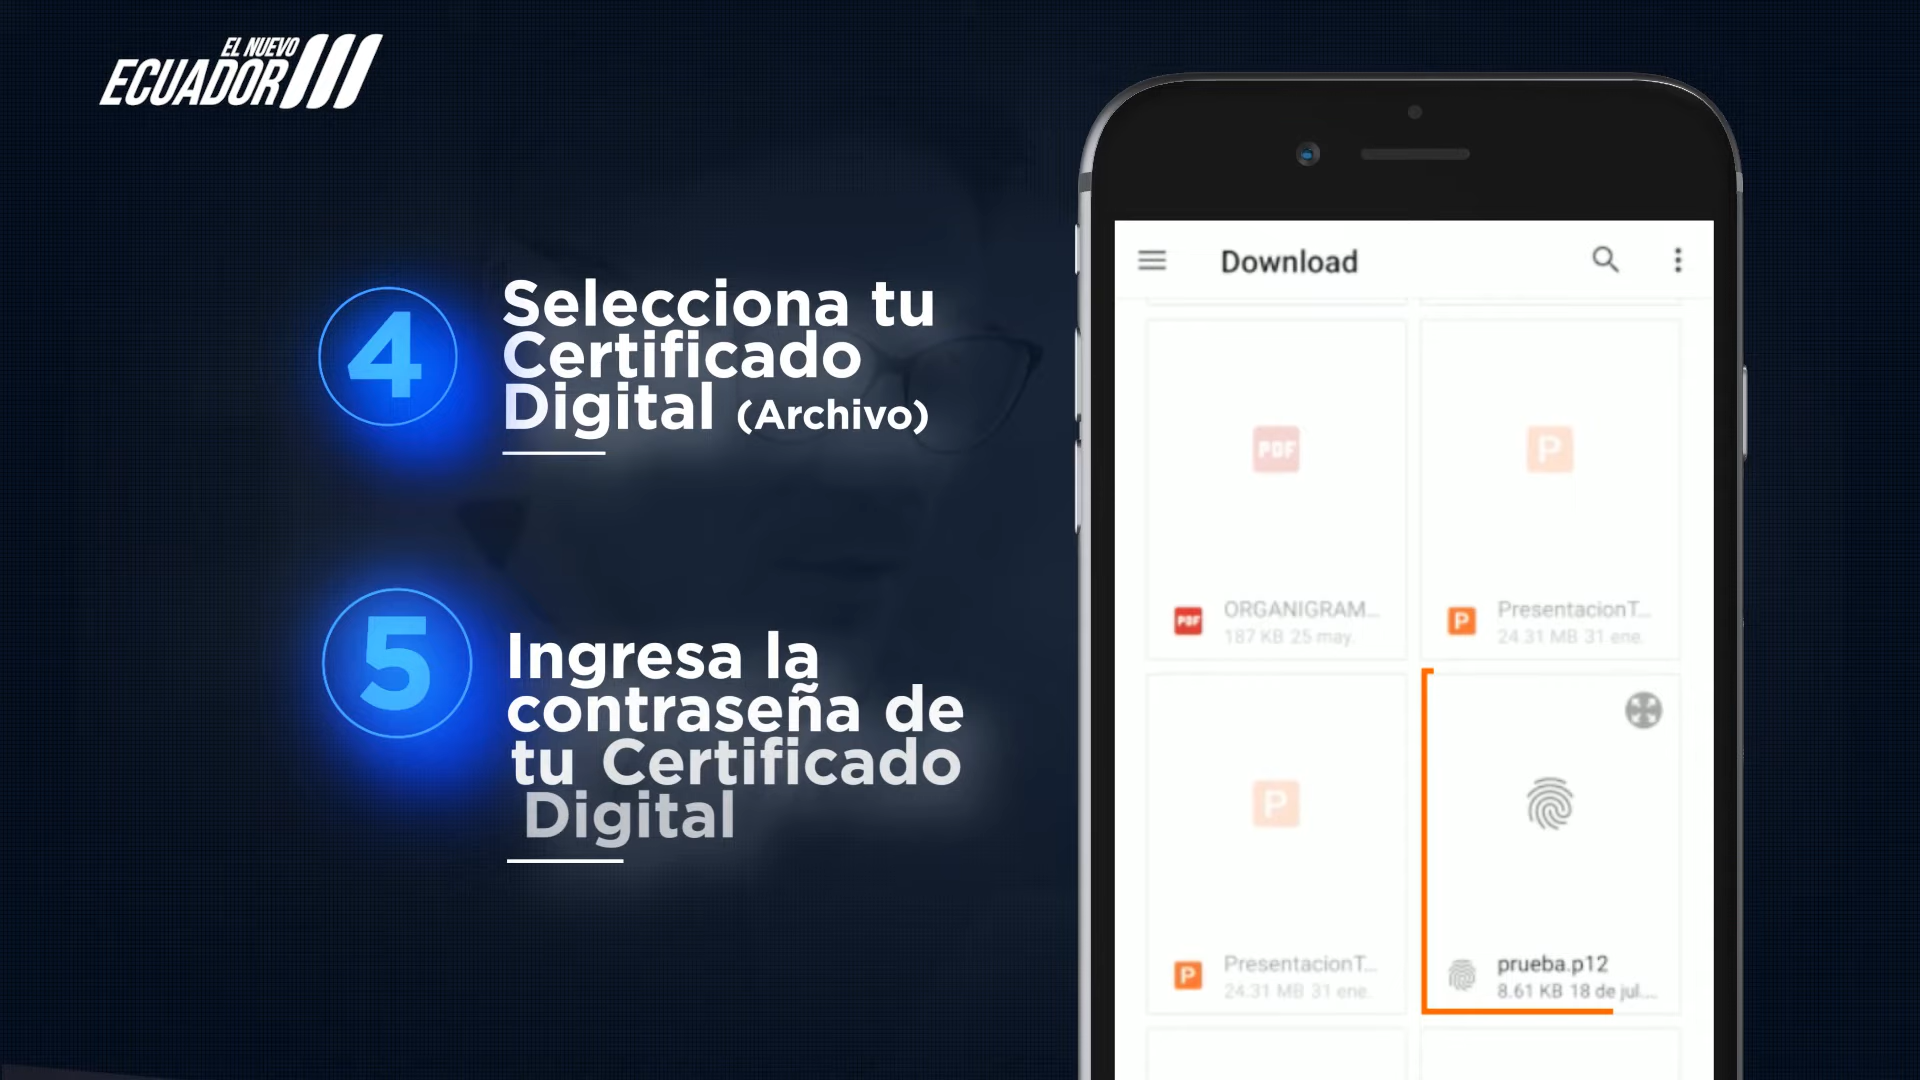 EL NUEVO
ECUADOR
4
Selecciona tu
Certificado
Digital (Archivo)
5
Ingresa la
contraseña de
tu Certificado
Digital
Download
PDF
P
PDF
ORGANIGRAM...
187 KB 25 may.
P
PresentacionT...
24.31 MB 31 ene.
P
P
PresentacionT...
24.31 MB 31 ene.
prueba.p12
8.61 KB 18 de jul....